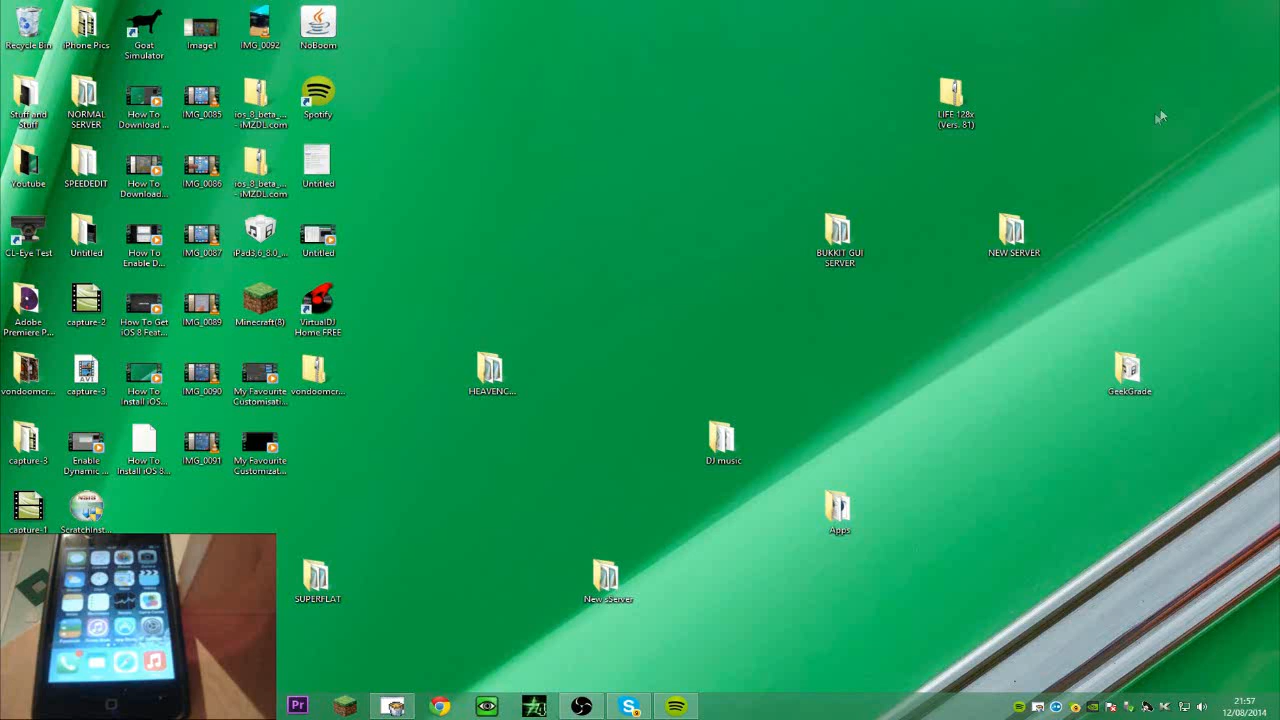 Recycle Bin
iPhone Pics
Goat
Simulator
Image1
IMG_0092
NoBoom
Stuff and
Stuff
NORMAL
SERVER
How To
Download ...
IMG_0085
ios_8_beta_...
- iMZDL.com
Spotify
LIFE 128x
(Vers. 81)
Youtube
SPEEDEDIT
How To
Download...
IMG_0086
ios_8_beta_...
- iMZDL.com
Untitled
CL-Eye Test
Untitled
How To
Enable D...
IMG_0087
iPad3,6_8.0_...
Untitled
BUKKIT GUI
SERVER
NEW SERVER
Adobe
Premiere P...
capture-2
How To Get
iOS 8 Feat...
IMG_0089
Minecraft(8)
VirtualDJ
Home FREE
vondoomcr...
AVI
capture-3
How To
Install iOS...
IMG_0090
My Favourite
Customisati...
vondoomcr...
HEAVENC...
GeekGrade
capture-3
Enable
Dynamic ...
How To
Install iOS 8...
IMG_0091
My Favourite
Customizat...
DJ music
capture-1
ScratchInst...
Apps
SUPERFLAT
New sServer
Pr
21:57
12/08/2014